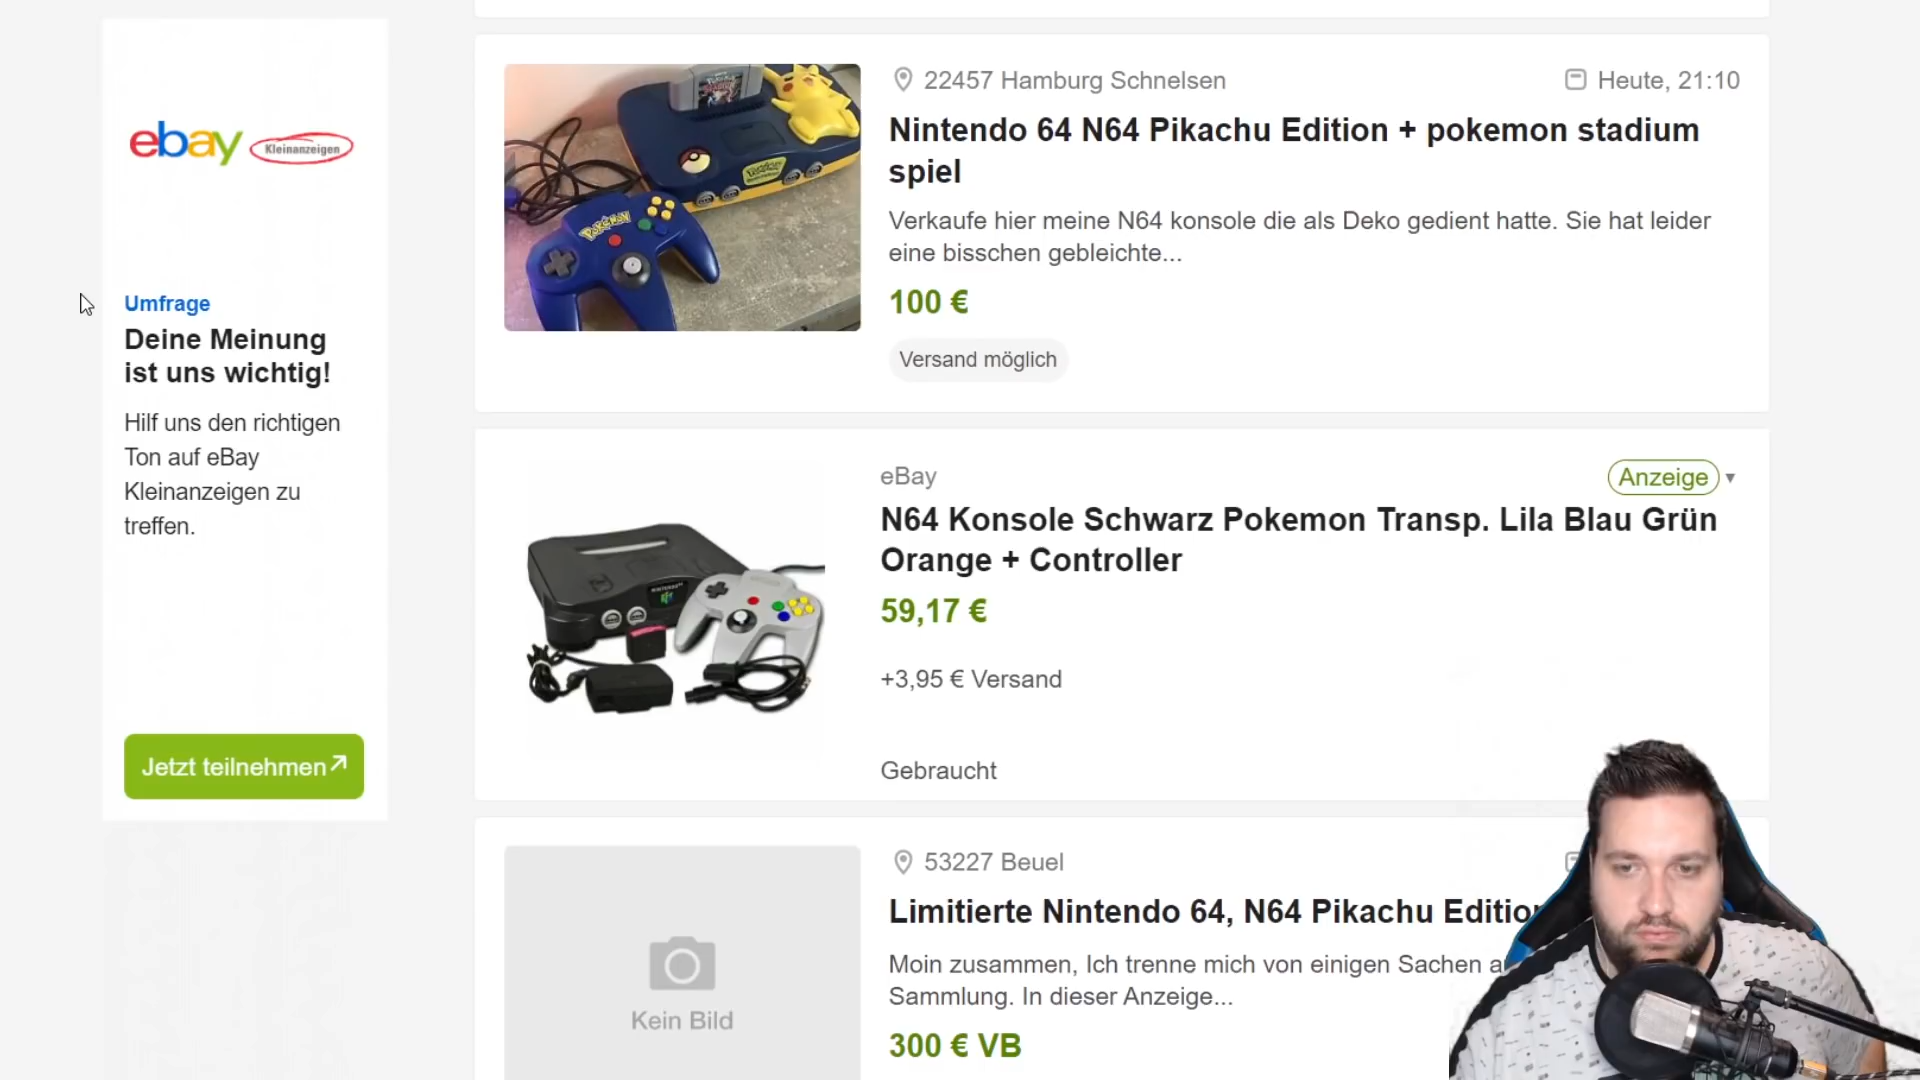 ebay Kleinanzeigen
Umfrage
Deine Meinung
ist uns wichtig!
Hilf uns den richtigen
Ton auf eBay
Kleinanzeigen zu
treffen.
Jetzt teilnehmen
22457 Hamburg Schnelsen
Heute, 21:10
Nintendo 64 N64 Pikachu Edition + pokemon stadium
spiel
Verkaufe hier meine N64 konsole die als Deko gedient hatte. Sie hat leider
eine bisschen gebleichte...
100 €
Versand möglich
POKéMON
eBay
Anzeige
N64 Konsole Schwarz Pokemon Transp. Lila Blau Grün
Orange + Controller
59,17 €
+3,95 € Versand
Gebraucht
Kein Bild
53227 Beuel
Limitierte Nintendo 64, N64 Pikachu Edition
Moin zusammen, Ich trenne mich von einigen Sachen a
Sammlung. In dieser Anzeige...
300 € VB